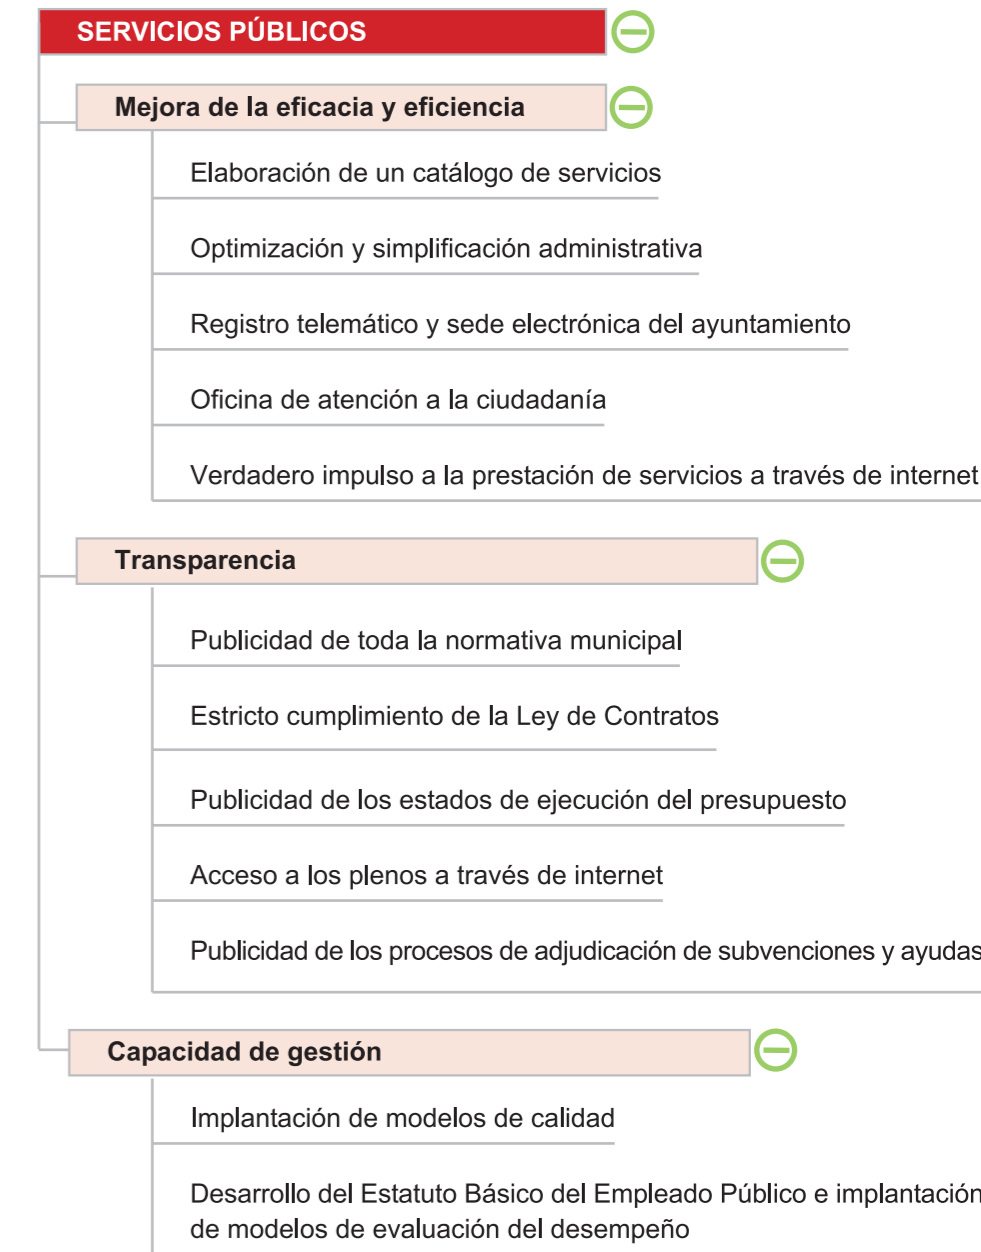 SERVICIOS PÚBLICOS
Mejora de la eficacia y eficiencia
Elaboración de un catálogo de servicios
Optimización y simplificación administrativa
Registro telemático y sede electrónica del ayuntamiento
Oficina de atención a la ciudadanía
Verdadero impulso a la prestación de servicios a través de internet
Transparencia
Publicidad de toda la normativa municipal
Estricto cumplimiento de la Ley de Contratos
Publicidad de los estados de ejecución del presupuesto
Acceso a los plenos a través de internet
Publicidad de los procesos de adjudicación de subvenciones y ayudas
Capacidad de gestión
Implantación de modelos de calidad
Desarrollo del Estatuto Básico del Empleado Público e implantación
de modelos de evaluación del desempeño